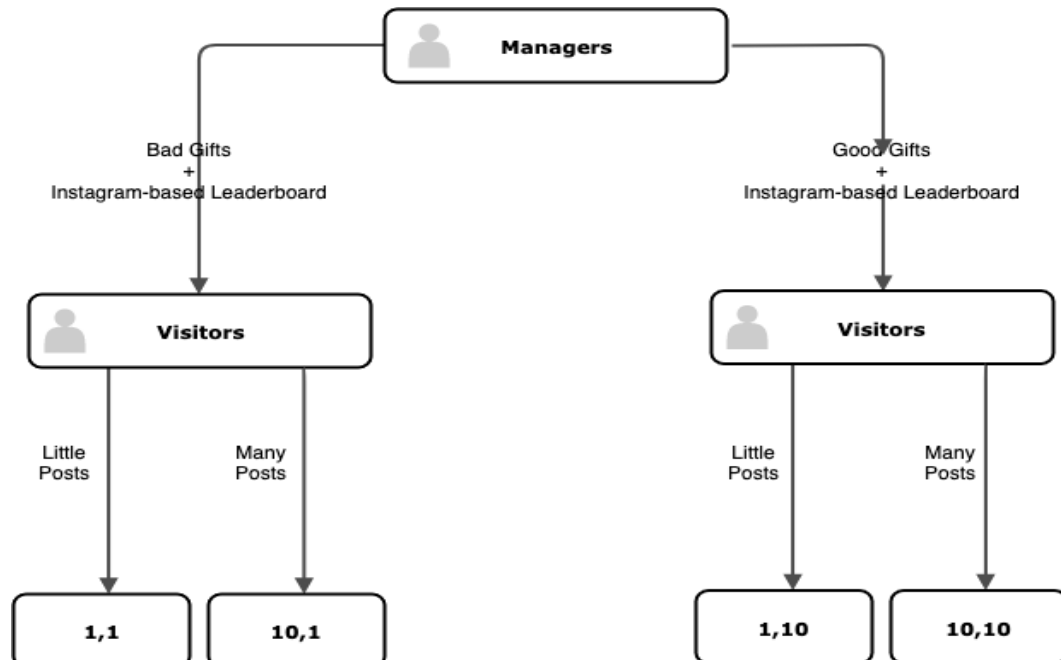 Managers
Bad Gifts
+
Instagram-based Leaderboard
Good Gifts
+
Instagram-based Leaderboard
Visitors
Visitors
Little
Posts
Many
Posts
Little
Posts
Many
Posts
1,1
10,1
1,10
10,10